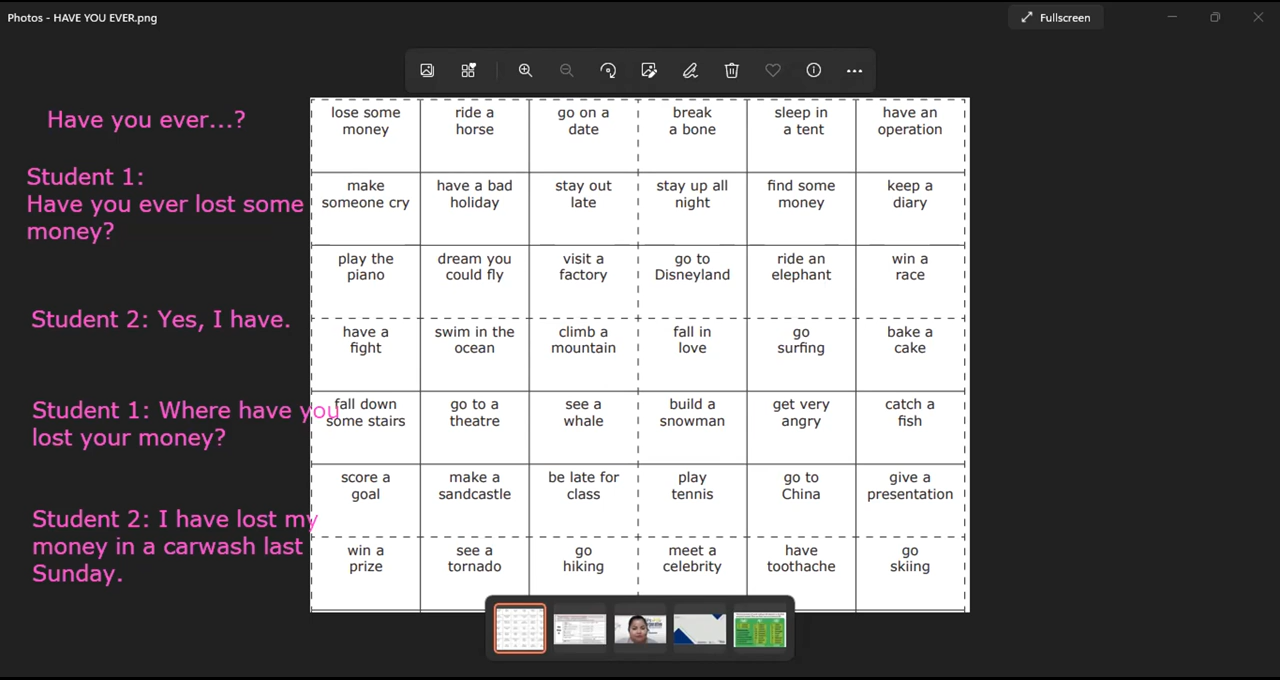 Photos - HAVE YOU EVER.png
Fullscreen
Have you ever...?
Student 1:
Have you ever lost some
money?
Student 2: Yes, I have.
Student 1: Where have you
lost your money?
Student 2: I have lost my
money in a carwash last
Sunday.
lose some
money
ride a
horse
go on a
date
break
a bone
sleep in
a tent
have an
operation
make
someone cry
have a bad
holiday
stay out
late
stay up all
night
find some
money
keep a
diary
play the
piano
dream you
could fly
visit a
factory
go to
Disneyland
ride an
elephant
win a
race
have a
fight
swim in the
ocean
climb a
mountain
fall in
love
go
surfing
bake a
cake
fall down
some stairs
go to a
theatre
see a
whale
build a
snowman
get very
angry
catch a
fish
score a
goal
make a
sandcastle
be late for
class
play
tennis
go to
China
give a
presentation
win a
prize
see a
tornado
go
hiking
meet a
celebrity
have
toothache
go
skiing